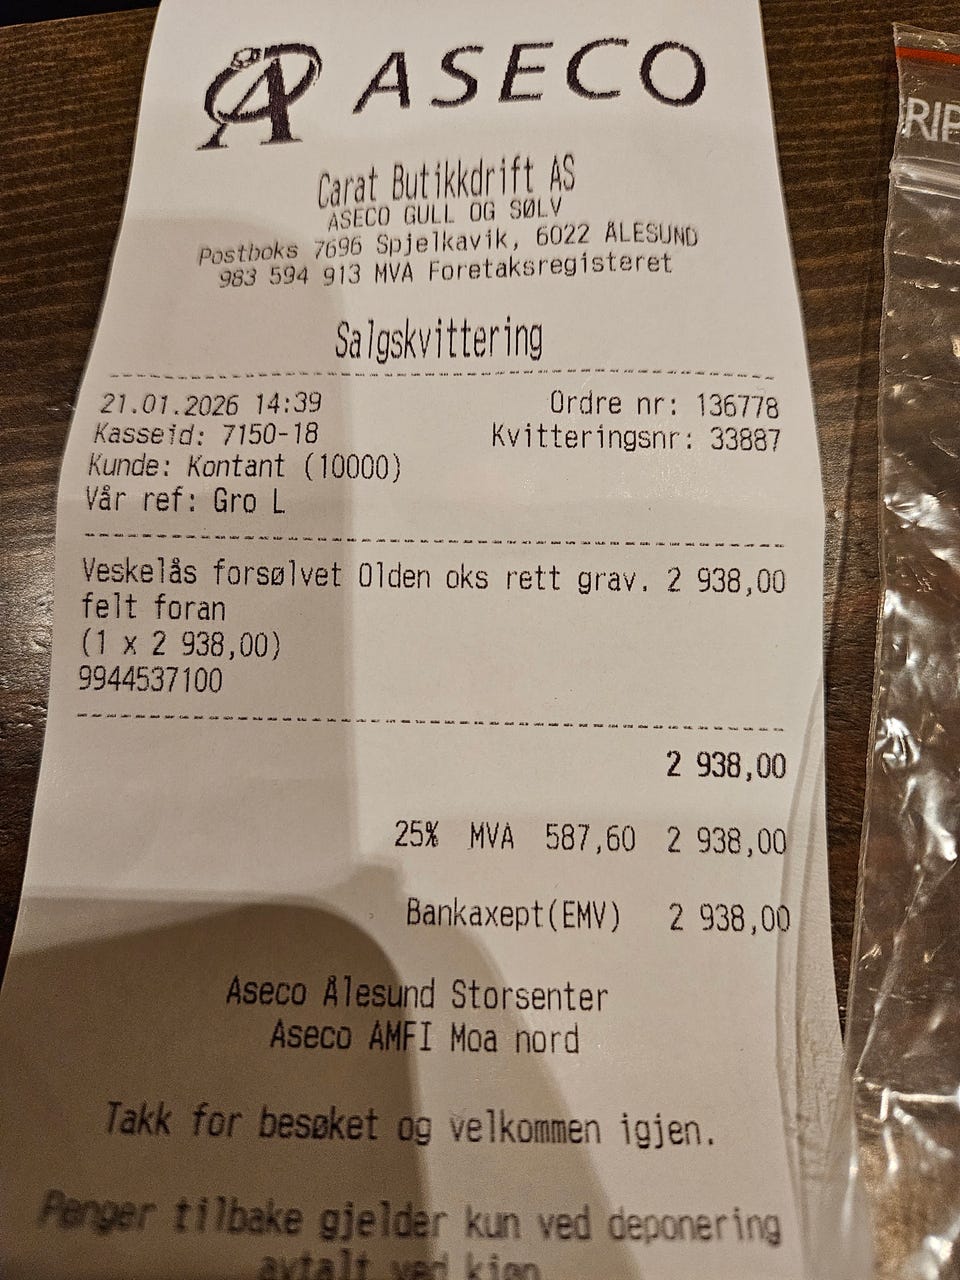 ASECO
Carat Butikkdrift AS
ASECO GULL OG SØLV
Postboks 7696 Spjelkavik, 6022 ÅLESUND
983 594 913 MVA Foretaksregisteret
Salgskvittering
21.01.2026 14:39 Ordre nr: 136778
Kasseid: 7150-18 Kvitteringsnr: 33887
Kunde: Kontant (10000)
Vår ref: Gro L
Veskelås forsølvet Olden oks rett grav. 2 938,00
felt foran
(1 x 2 938,00)
9944537100
2 938,00
25% MVA 587,60 2 938,00
Bankaxept(EMV) 2 938,00
Aseco Ålesund Storsenter
Aseco AMFI Moa nord
Takk for besøket og velkommen igjen.
Penger tilbake gjelder kun ved deponering
avtalt ved kjøp
RIP